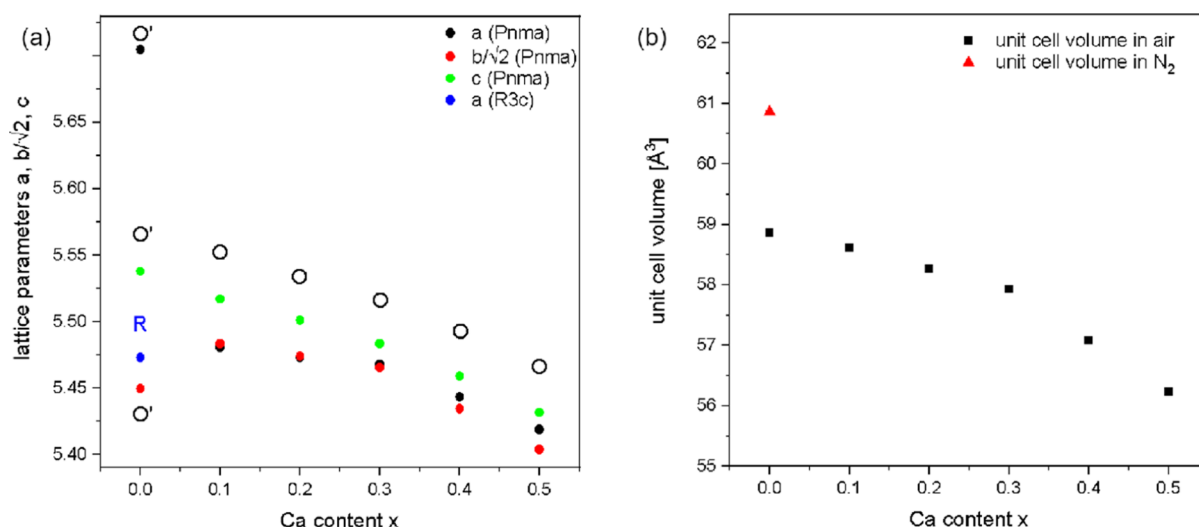 (a)
a (Pnma)
b/√2 (Pnma)
c (Pnma)
a (R3c)
lattice parameters a, b/√2, c
5.65
5.60
5.55
5.50
5.45
5.40
O'
O'
O
O
O
O
O
R
O'
0.0 0.1 0.2 0.3 0.4 0.5
Ca content x
(b)
unit cell volume in air
unit cell volume in N₂
unit cell volume [Å³]
62
61
60
59
58
57
56
55
0.0 0.1 0.2 0.3 0.4 0.5
Ca content x